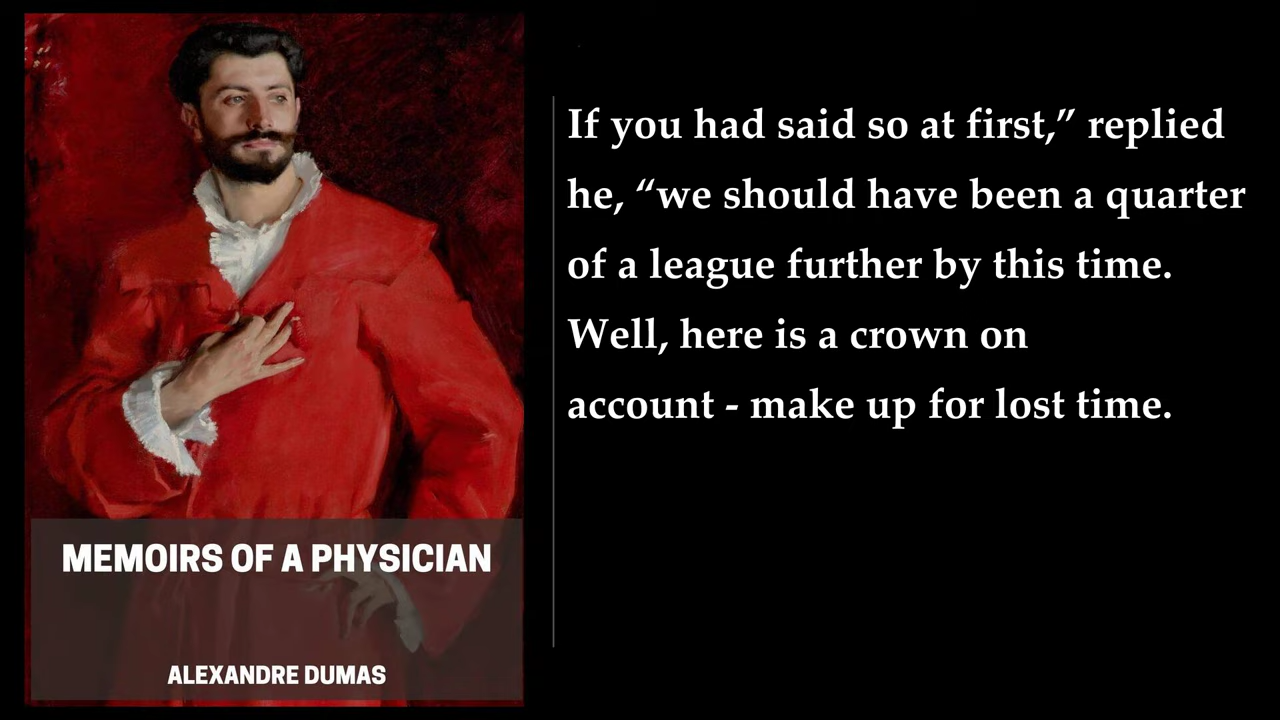 If you had said so at first,” replied
he, “we should have been a quarter
of a league further by this time.
Well, here is a crown on
account - make up for lost time.
MEMOIRS OF A PHYSICIAN
ALEXANDRE DUMAS